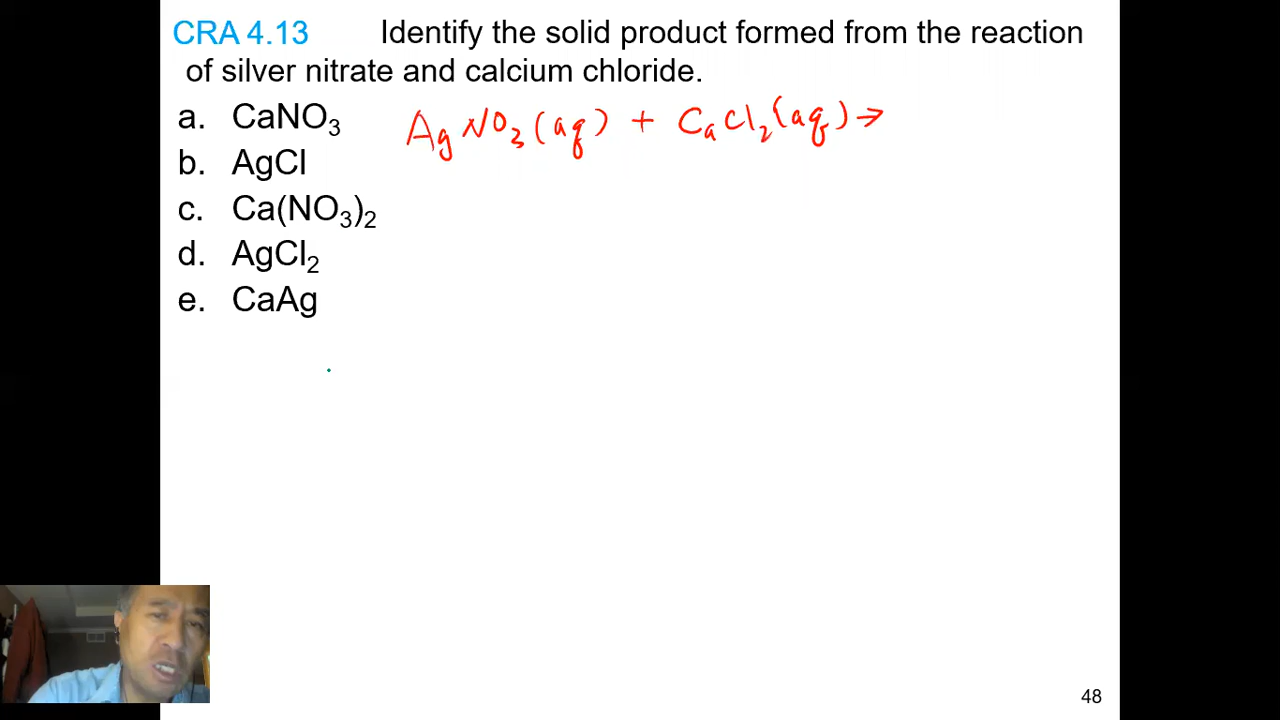 CRA 4.13 Identify the solid product formed from the reaction
of silver nitrate and calcium chloride.
a. CaNO₃
AgNO₃(aq) + CaCl₂(aq) →
b. AgCl
c. Ca(NO₃)₂
d. AgCl₂
e. CaAg
48